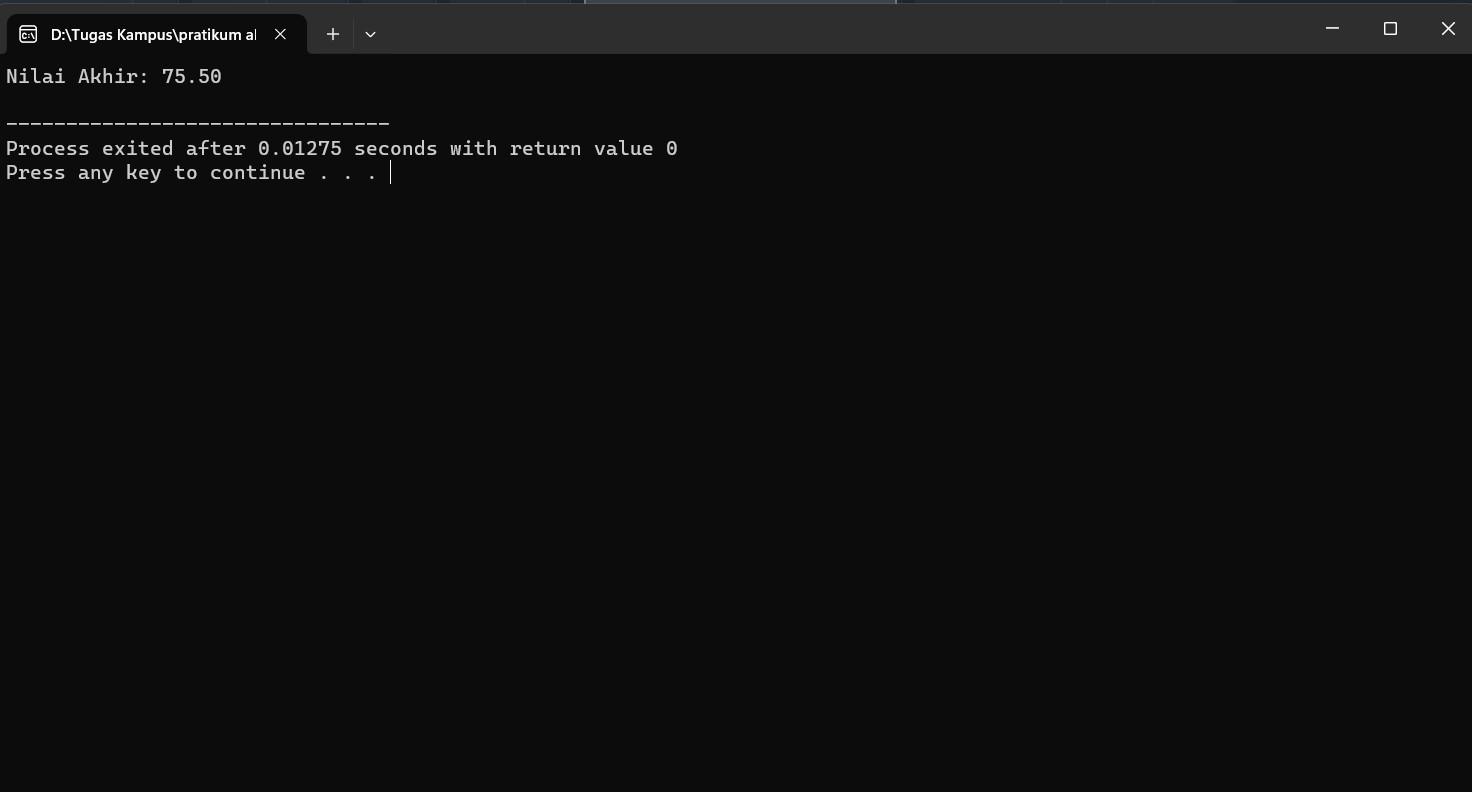 D:\Tugas Kampus\pratikum al
Nilai Akhir: 75.50
--------------------------------
Process exited after 0.01275 seconds with return value 0
Press any key to continue . . .